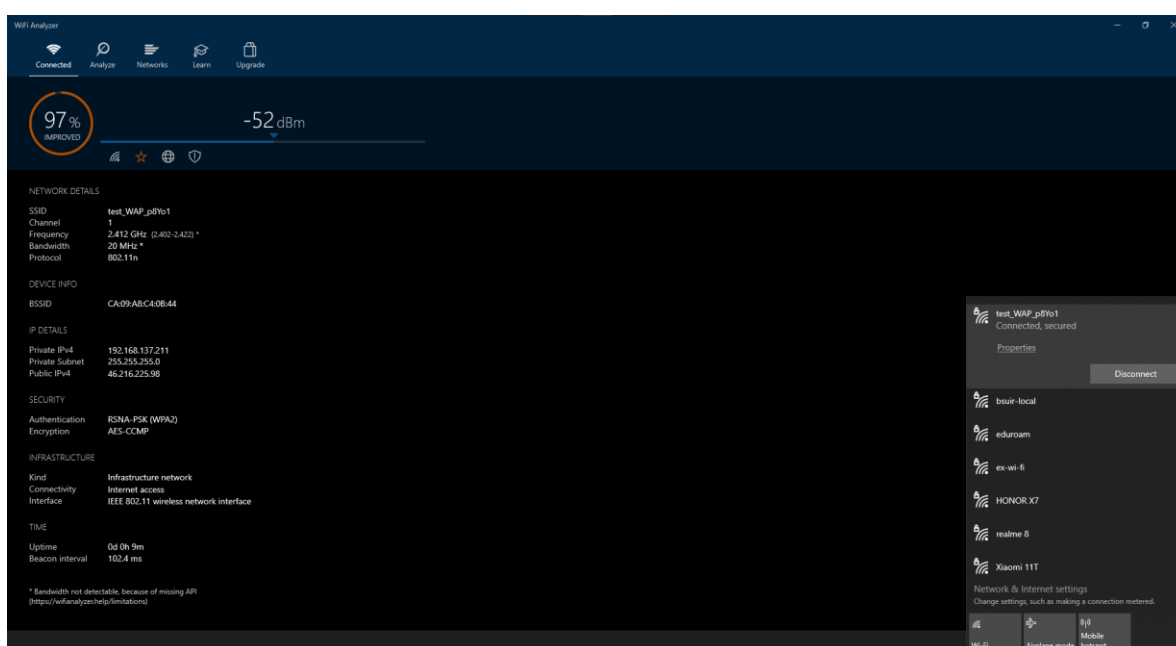 WiFi Analyzer
Connected Analyze Networks Learn Upgrade
97 %
IMPROVED
-52 dBm
NETWORK DETAILS
SSID test_WAP_p8Yo1
Channel 1
Frequency 2.412 GHz (2.402-2.422) *
Bandwidth 20 MHz *
Protocol 802.11n
DEVICE INFO
BSSID CA:09:A8:C4:0B:44
IP DETAILS
Private IPv4 192.168.137.211
Private Subnet 255.255.255.0
Public IPv4 46.216.225.98
SECURITY
Authentication RSNA-PSK (WPA2)
Encryption AES-CCMP
INFRASTRUCTURE
Kind Infrastructure network
Connectivity Internet access
Interface IEEE 802.11 wireless network interface
TIME
Uptime 0d 0h 9m
Beacon interval 102.4 ms
* Bandwidth not detectable, because of missing API
(https://wifianalyzer.help/limitations)
test_WAP_p8Yo1
Connected, secured
Properties
Disconnect
bsuir-local
eduroam
ex-wi-fi
HONOR X7
realme 8
Xiaomi 11T
Network & Internet settings
Change settings, such as making a connection metered.
Wi-Fi Airplane mode Mobile hotspot